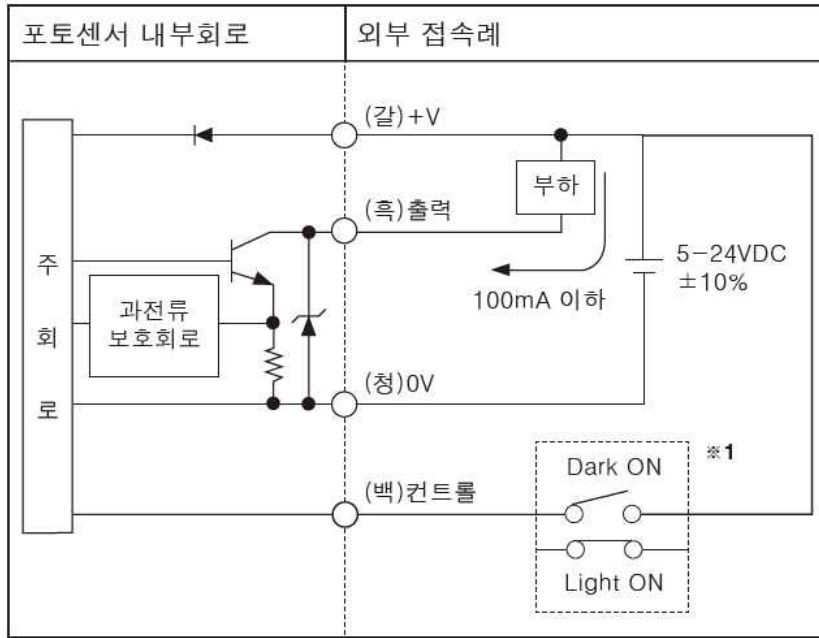 포토센서 내부회로
외부 접속례
(갈)+V
(흑)출력
부하
5-24VDC
±10%
100mA 이하
주
회
로
과전류
보호회로
(청)0V
※1
Dark ON
(백)컨트롤
Light ON